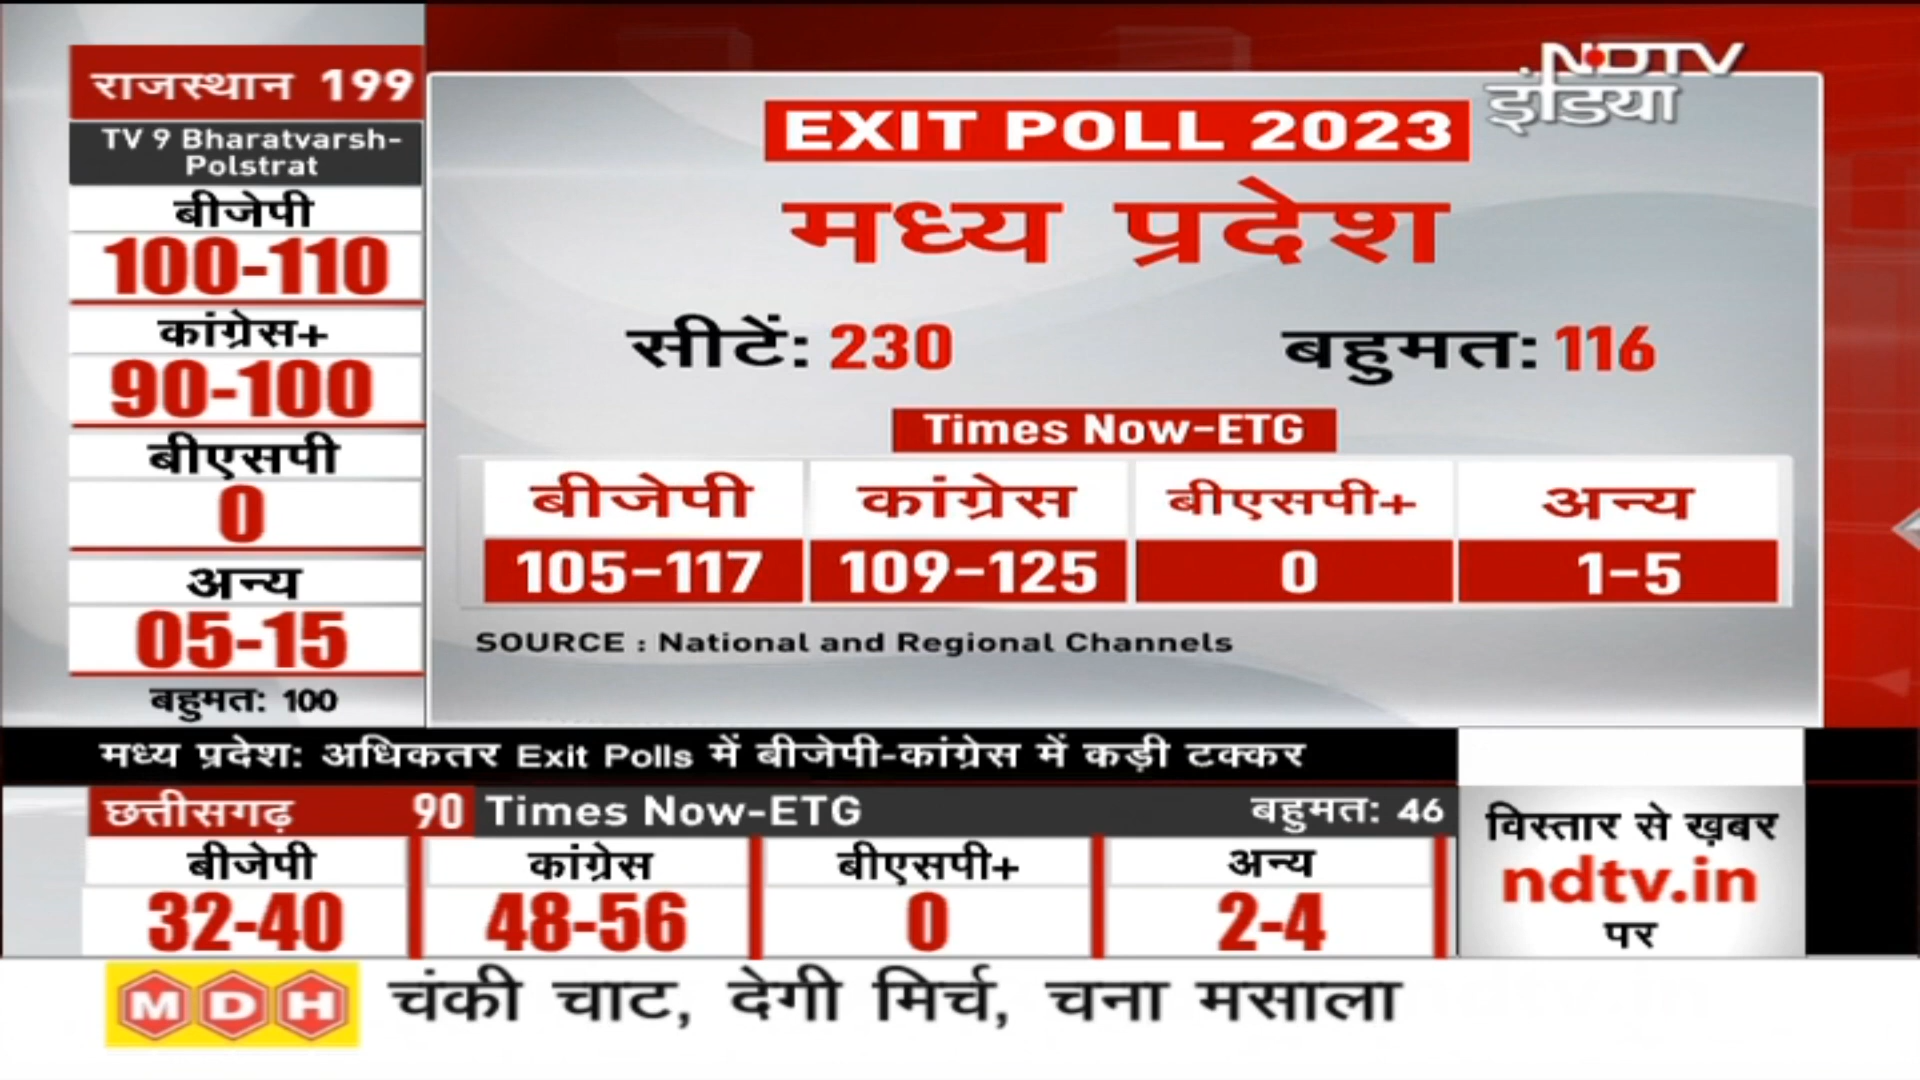 राजस्थान 199
TV 9 Bharatvarsh-
Polstrat
बीजेपी
100-110
कांग्रेस+
90-100
बीएसपी
0
अन्य
05-15
बहुमत: 100
NDTV
इंडिया
EXIT POLL 2023
मध्य प्रदेश
सीटें: 230 बहुमत: 116
Times Now-ETG
बीजेपी कांग्रेस बीएसपी+ अन्य
105-117 109-125 0 1-5
SOURCE : National and Regional Channels
मध्य प्रदेश: अधिकतर Exit Polls में बीजेपी-कांग्रेस में कड़ी टक्कर
छत्तीसगढ़ 90 Times Now-ETG बहुमत: 46
बीजेपी कांग्रेस बीएसपी+ अन्य
32-40 48-56 0 2-4
विस्तार से ख़बर
ndtv.in
पर
MDH चंकी चाट, देगी मिर्च, चना मसाला